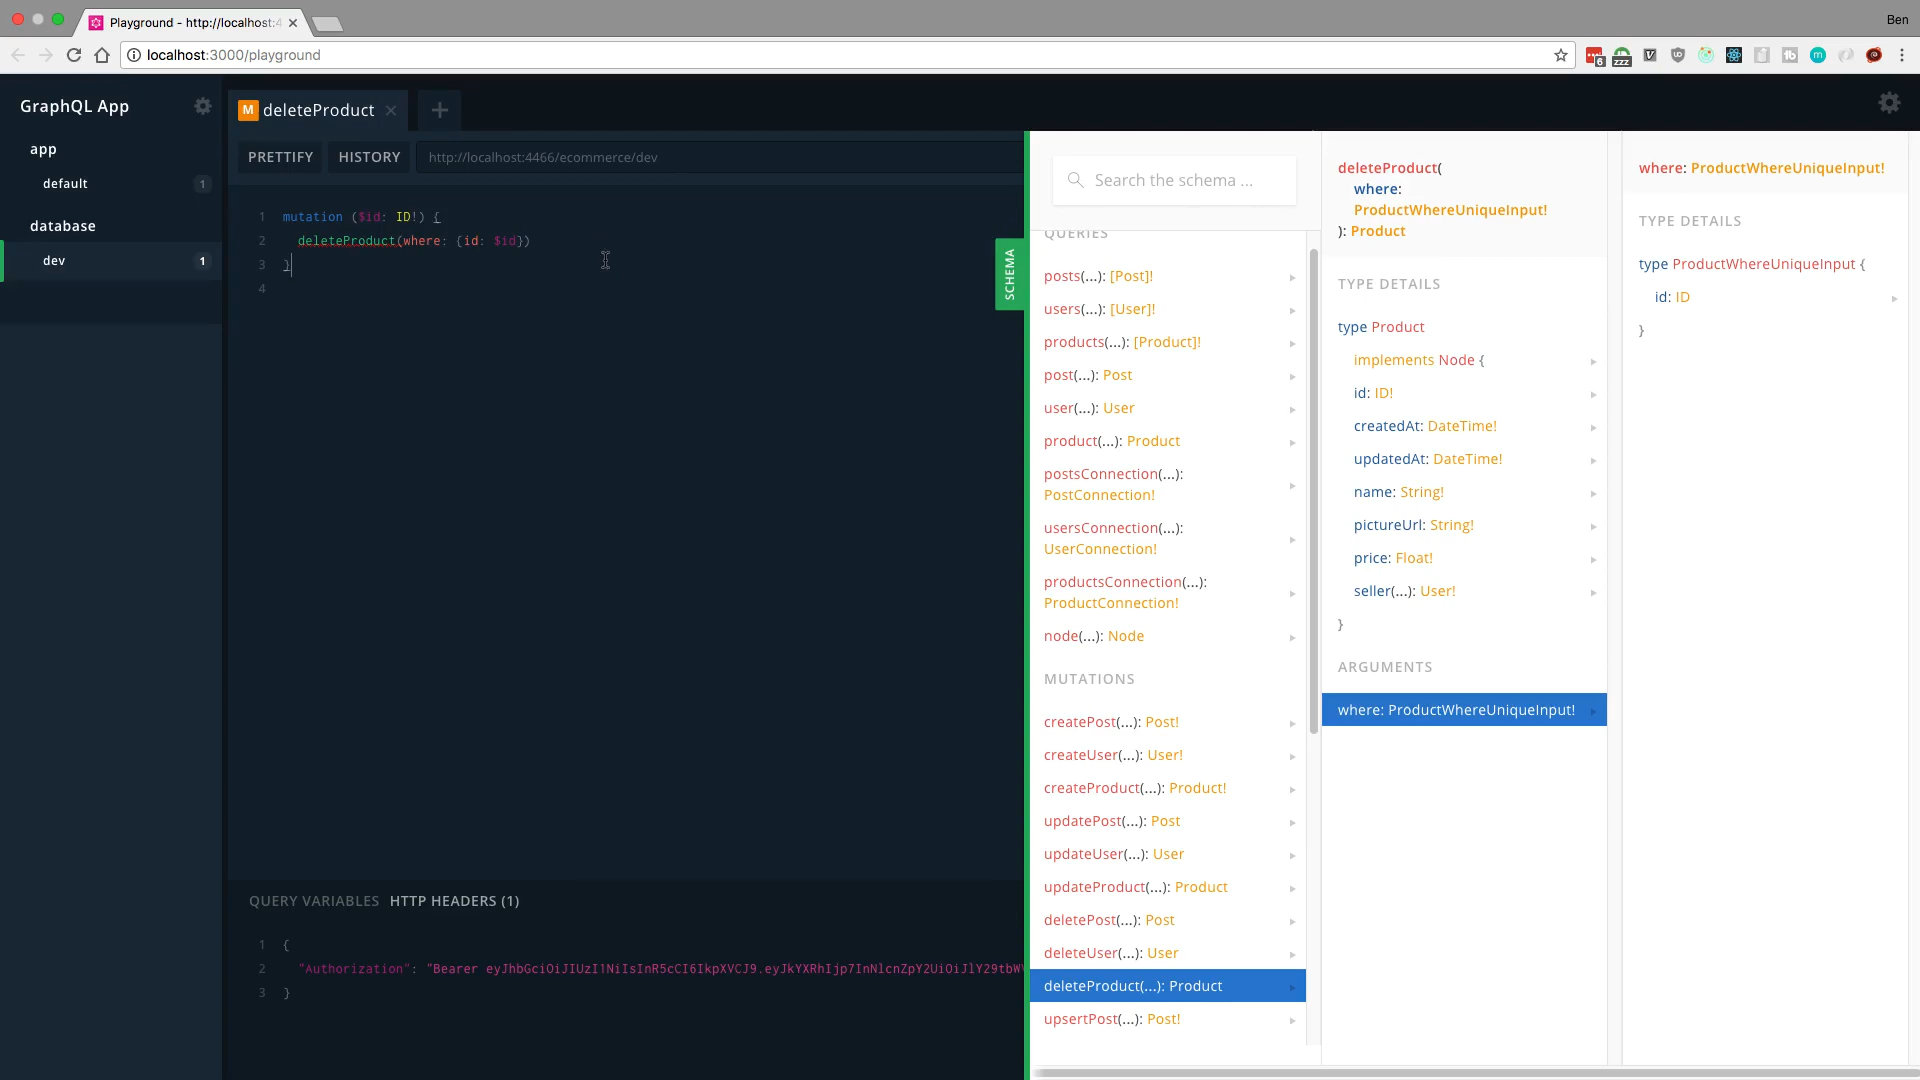 Playground - http://localhost:4
Ben
localhost:3000/playground
6
zzz
GraphQL App
app
default 1
database
dev 1
M deleteProduct
PRETTIFY HISTORY http://localhost:4466/ecommerce/dev
1 mutation ($id: ID!) {
2 deleteProduct(where: {id: $id})
3 }
4
QUERY VARIABLES HTTP HEADERS (1)
1 {
2 "Authorization": "Bearer eyJhbGciOiJIUzI1NiIsInR5cCI6IkpXVCJ9.eyJkYXRhIjp7InNlcnZpY2UiOiJlY29tbW
3 }
SCHEMA
Search the schema ...
QUERIES
posts(...): [Post]!
users(...): [User]!
products(...): [Product]!
post(...): Post
user(...): User
product(...): Product
postsConnection(...):
PostConnection!
usersConnection(...):
UserConnection!
productsConnection(...):
ProductConnection!
node(...): Node
MUTATIONS
createPost(...): Post!
createUser(...): User!
createProduct(...): Product!
updatePost(...): Post
updateUser(...): User
updateProduct(...): Product
deletePost(...): Post
deleteUser(...): User
deleteProduct(...): Product
upsertPost(...): Post!
deleteProduct(
where:
ProductWhereUniqueInput!
): Product
TYPE DETAILS
type Product
implements Node {
id: ID!
createdAt: DateTime!
updatedAt: DateTime!
name: String!
pictureUrl: String!
price: Float!
seller(...): User!
}
ARGUMENTS
where: ProductWhereUniqueInput!
where: ProductWhereUniqueInput!
TYPE DETAILS
type ProductWhereUniqueInput {
id: ID
}